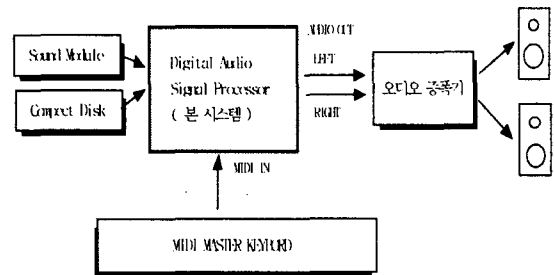 Sound Module
Compect Disk
Digital Audio
Signal Processor
( 본 시스템 )
AUDIO OUT
LEFT
RIGHT
오디오 증폭기
MIDI IN
MIDI MASTER KEYBORD